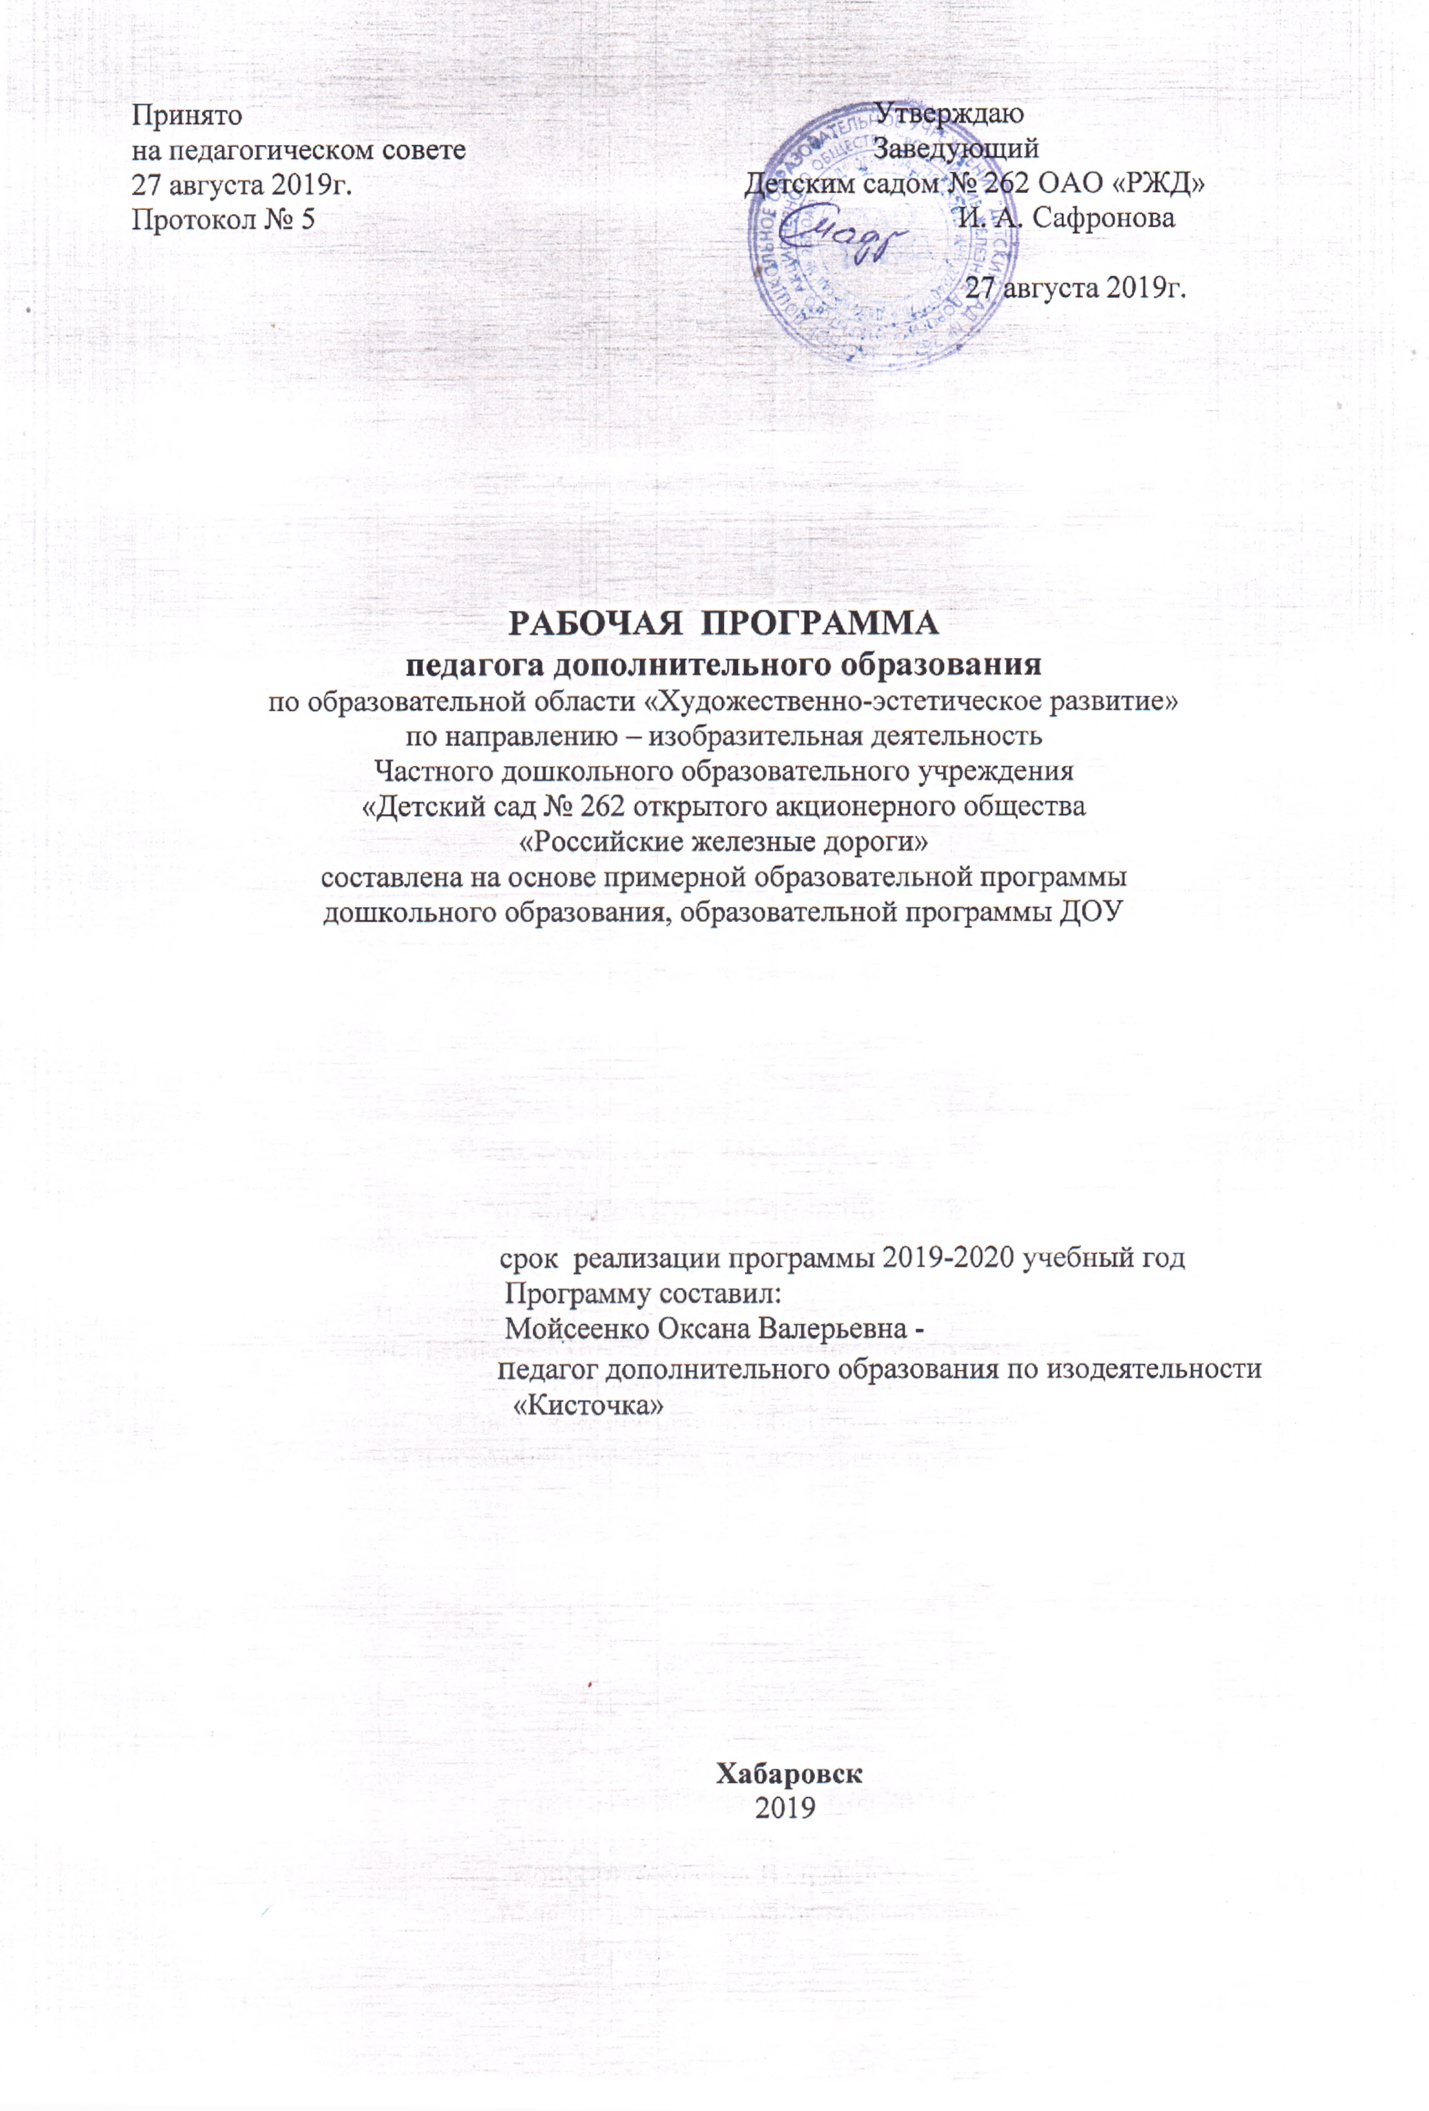 Принято
на педагогическом совете
27 августа 2019г.
Протокол № 5
Утверждаю
Заведующий
Детским садом № 262 ОАО «РЖД»
И. А. Сафронова
27 августа 2019г.
РАБОЧАЯ ПРОГРАММА
педагога дополнительного образования
по образовательной области «Художественно-эстетическое развитие»
по направлению – изобразительная деятельность
Частного дошкольного образовательного учреждения
«Детский сад № 262 открытого акционерного общества
«Российские железные дороги»
составлена на основе примерной образовательной программы
дошкольного образования, образовательной программы ДОУ
срок реализации программы 2019-2020 учебный год
Программу составил:
Мойсеенко Оксана Валерьевна -
педагог дополнительного образования по изодеятельности
«Кисточка»
Хабаровск
2019